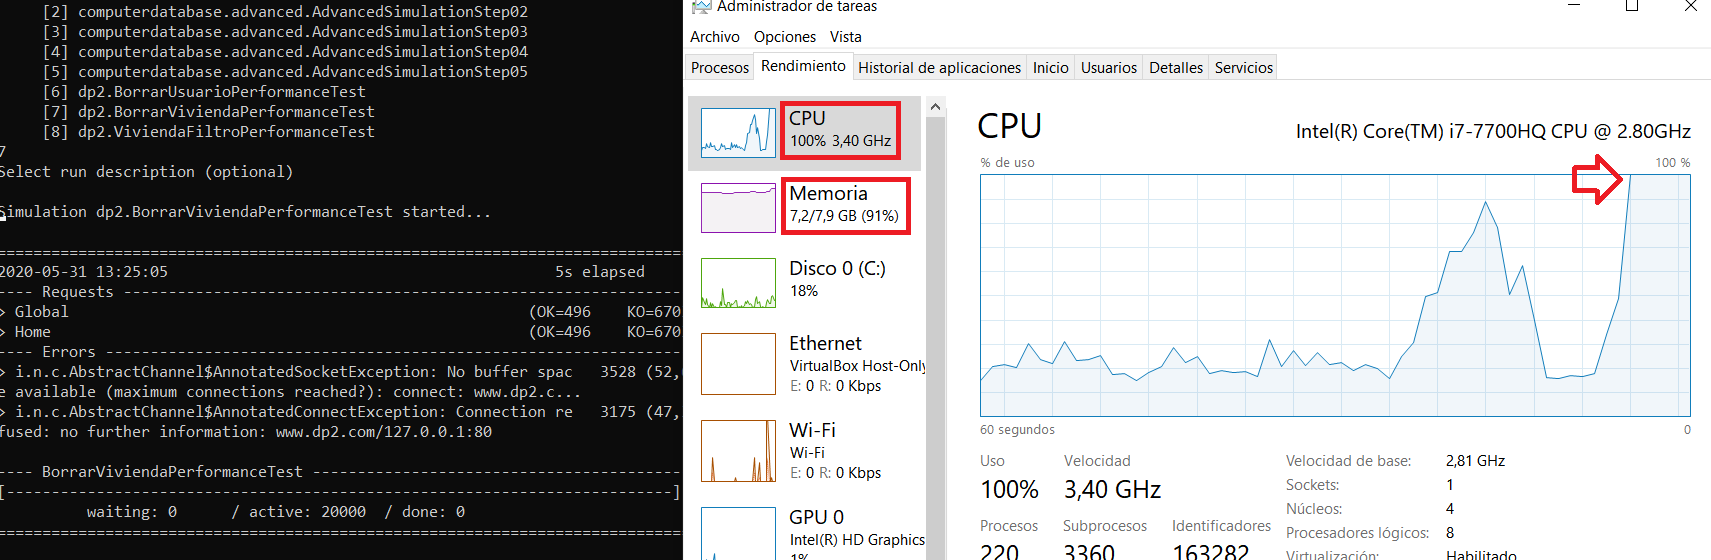 [2] computerdatabase.advanced.AdvancedSimulationStep02
[3] computerdatabase.advanced.AdvancedSimulationStep03
[4] computerdatabase.advanced.AdvancedSimulationStep04
[5] computerdatabase.advanced.AdvancedSimulationStep05
[6] dp2.BorrarUsuarioPerformanceTest
[7] dp2.BorrarViviendaPerformanceTest
[8] dp2.ViviendaFiltroPerformanceTest
7
Select run description (optional)
Simulation dp2.BorrarViviendaPerformanceTest started...
================================================================================
2020-05-31 13:25:05 5s elapsed
---- Requests ------------------------------------------------------------------
> Global (OK=496 KO=670
> Home (OK=496 KO=670
---- Errors --------------------------------------------------------------------
> i.n.c.AbstractChannel$AnnotatedSocketException: No buffer spac 3528 (52,
e available (maximum connections reached?): connect: www.dp2.c...
> i.n.c.AbstractChannel$AnnotatedConnectException: Connection re 3175 (47,
fused: no further information: www.dp2.com/127.0.0.1:80
---- BorrarViviendaPerformanceTest ---------------------------------------------
[--------------------------------------------------------------------------]
waiting: 0 / active: 20000 / done: 0
================================================================================
Administrador de tareas
Archivo Opciones Vista
Procesos Rendimiento Historial de aplicaciones Inicio Usuarios Detalles Servicios
CPU
100% 3,40 GHz
Memoria
7,2/7,9 GB (91%)
Disco 0 (C:)
18%
Ethernet
VirtualBox Host-Only
E: 0 R: 0 Kbps
Wi-Fi
Wi-Fi
E: 0 R: 0 Kbps
GPU 0
Intel(R) HD Graphics
1%
CPU Intel(R) Core(TM) i7-7700HQ CPU @ 2.80GHz
% de uso 100 %
60 segundos 0
Uso Velocidad
100% 3,40 GHz
Procesos Subprocesos Identificadores
220 3360 163282
Velocidad de base: 2,81 GHz
Sockets: 1
Núcleos: 4
Procesadores lógicos: 8
Virtualización: Habilitado